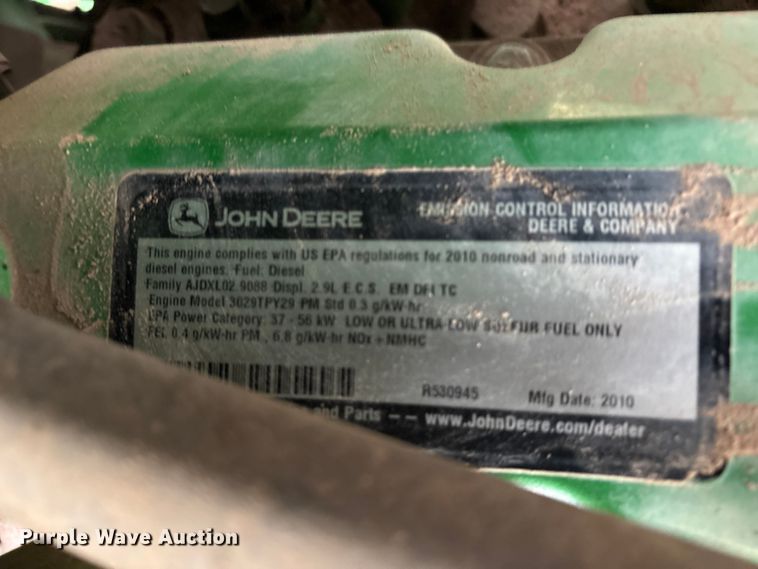 JOHN DEERE
EMISSION CONTROL INFORMATION
DEERE & COMPANY
This engine complies with US EPA regulations for 2010 nonroad and stationary
diesel engines. Fuel: Diesel
Family AJDXL02.9088 Displ. 2.9L E.C.S. EM DFI TC
Engine Model 3029TPY29 PM Std 0.3 g/kW-hr
EPA Power Category: 37 - 56 kW LOW OR ULTRA-LOW SULFUR FUEL ONLY
FEL 0.4 g/kW-hr PM, 6.8 g/kW-hr NOx + NMHC
R530945 Mfg Date: 2010
and Parts -- www.JohnDeere.com/dealer
Purple Wave Auction